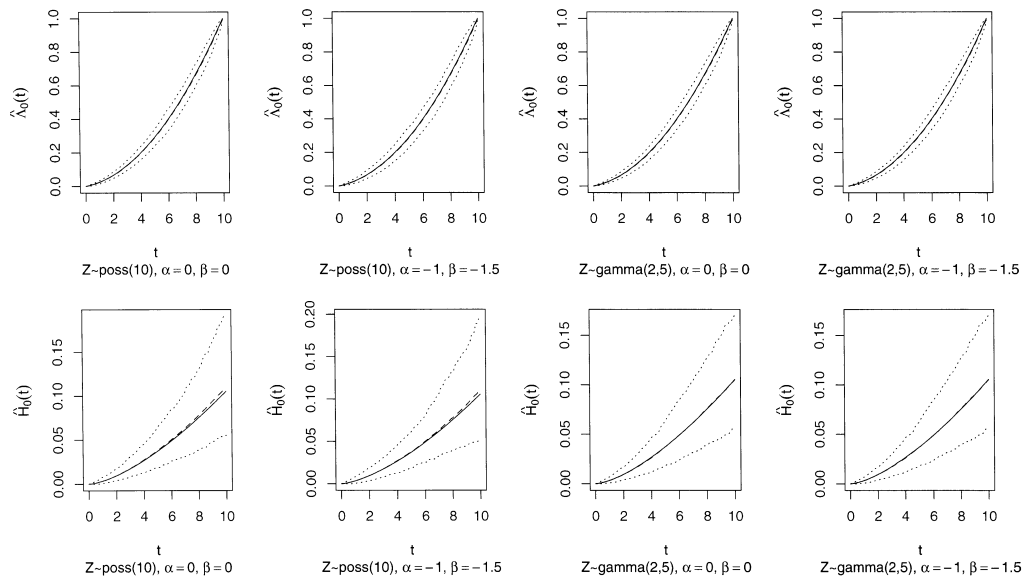 Λ̂₀(t)
1.0
0.8
0.6
0.4
0.2
0.0
0 2 4 6 8 10
t
Z~poss(10), α = 0, β = 0
Λ̂₀(t)
1.0
0.8
0.6
0.4
0.2
0.0
0 2 4 6 8 10
t
Z~poss(10), α = −1, β = −1.5
Λ̂₀(t)
1.0
0.8
0.6
0.4
0.2
0.0
0 2 4 6 8 10
t
Z~gamma(2,5), α = 0, β = 0
Λ̂₀(t)
1.0
0.8
0.6
0.4
0.2
0.0
0 2 4 6 8 10
t
Z~gamma(2,5), α = −1, β = −1.5
Ĥ₀(t)
0.15
0.10
0.05
0.00
0 2 4 6 8 10
t
Z~poss(10), α = 0, β = 0
Ĥ₀(t)
0.20
0.15
0.10
0.05
0.00
0 2 4 6 8 10
t
Z~poss(10), α = −1, β = −1.5
Ĥ₀(t)
0.15
0.10
0.05
0.00
0 2 4 6 8 10
t
Z~gamma(2,5), α = 0, β = 0
Ĥ₀(t)
0.15
0.10
0.05
0.00
0 2 4 6 8 10
t
Z~gamma(2,5), α = −1, β = −1.5